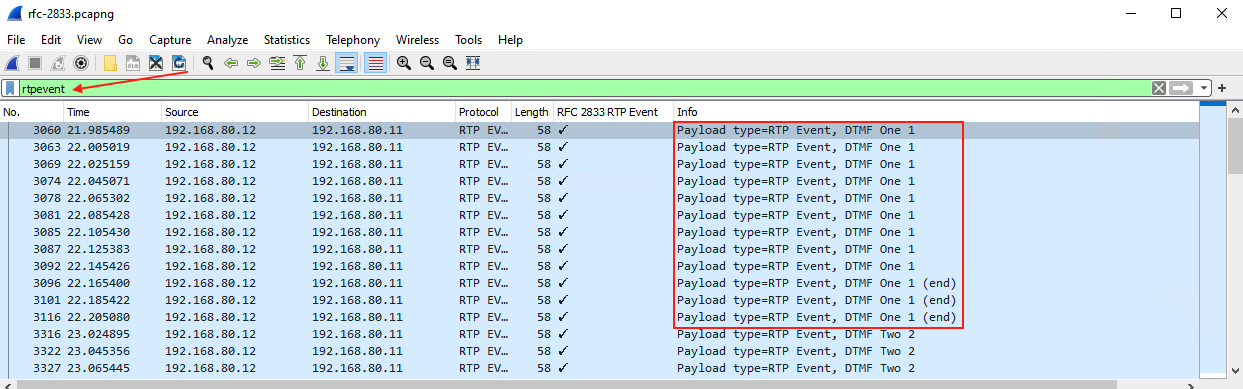 rfc-2833.pcapng
File Edit View Go Capture Analyze Statistics Telephony Wireless Tools Help
rtpevent
No. Time Source Destination Protocol Length RFC 2833 RTP Event Info
3060 21.985489 192.168.80.12 192.168.80.11 RTP EV… 58 ✓ Payload type=RTP Event, DTMF One 1
3063 22.005019 192.168.80.12 192.168.80.11 RTP EV… 58 ✓ Payload type=RTP Event, DTMF One 1
3069 22.025159 192.168.80.12 192.168.80.11 RTP EV… 58 ✓ Payload type=RTP Event, DTMF One 1
3074 22.045071 192.168.80.12 192.168.80.11 RTP EV… 58 ✓ Payload type=RTP Event, DTMF One 1
3078 22.065302 192.168.80.12 192.168.80.11 RTP EV… 58 ✓ Payload type=RTP Event, DTMF One 1
3081 22.085428 192.168.80.12 192.168.80.11 RTP EV… 58 ✓ Payload type=RTP Event, DTMF One 1
3085 22.105430 192.168.80.12 192.168.80.11 RTP EV… 58 ✓ Payload type=RTP Event, DTMF One 1
3087 22.125383 192.168.80.12 192.168.80.11 RTP EV… 58 ✓ Payload type=RTP Event, DTMF One 1
3092 22.145426 192.168.80.12 192.168.80.11 RTP EV… 58 ✓ Payload type=RTP Event, DTMF One 1
3096 22.165400 192.168.80.12 192.168.80.11 RTP EV… 58 ✓ Payload type=RTP Event, DTMF One 1 (end)
3101 22.185422 192.168.80.12 192.168.80.11 RTP EV… 58 ✓ Payload type=RTP Event, DTMF One 1 (end)
3116 22.205080 192.168.80.12 192.168.80.11 RTP EV… 58 ✓ Payload type=RTP Event, DTMF One 1 (end)
3316 23.024895 192.168.80.12 192.168.80.11 RTP EV… 58 ✓ Payload type=RTP Event, DTMF Two 2
3322 23.045356 192.168.80.12 192.168.80.11 RTP EV… 58 ✓ Payload type=RTP Event, DTMF Two 2
3327 23.065445 192.168.80.12 192.168.80.11 RTP EV… 58 ✓ Payload type=RTP Event, DTMF Two 2